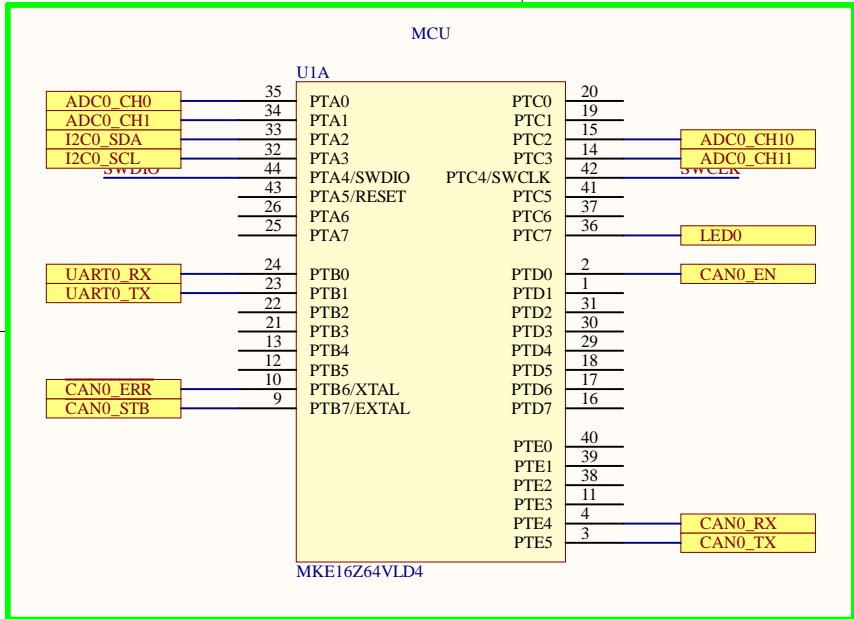 MCU
U1A
ADC0_CH0 35 PTA0 PTC0 20
ADC0_CH1 34 PTA1 PTC1 19
I2C0_SDA 33 PTA2 PTC2 15 ADC0_CH10
I2C0_SCL 32 PTA3 PTC3 14 ADC0_CH11
SWDIO 44 PTA4/SWDIO PTC4/SWCLK 42 SWCLK
43 PTA5/RESET PTC5 41
26 PTA6 PTC6 37
25 PTA7 PTC7 36 LED0
UART0_RX 24 PTB0 PTD0 2 CAN0_EN
UART0_TX 23 PTB1 PTD1 1
22 PTB2 PTD2 31
21 PTB3 PTD3 30
13 PTB4 PTD4 29
12 PTB5 PTD5 18
CAN0_ERR 10 PTB6/XTAL PTD6 17
CAN0_STB 9 PTB7/EXTAL PTD7 16
PTE0 40
PTE1 39
PTE2 38
PTE3 11
PTE4 4 CAN0_RX
PTE5 3 CAN0_TX
MKE16Z64VLD4